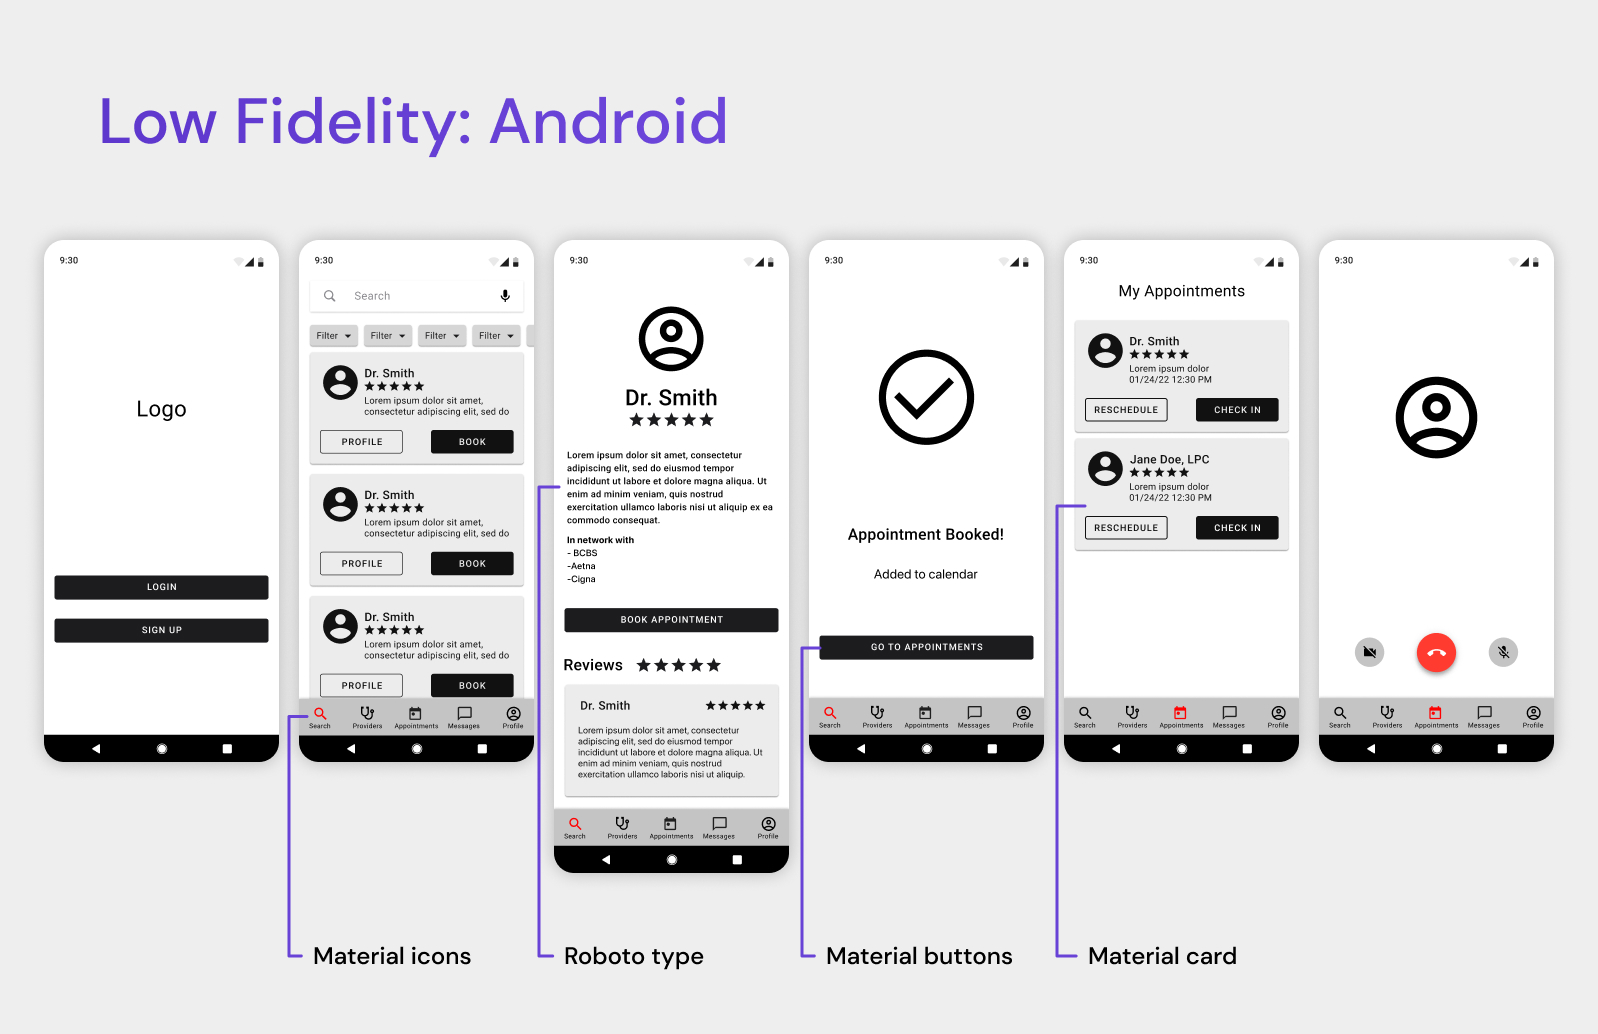 Low Fidelity: Android
9:30
Logo
LOGIN
SIGN UP
9:30
Search
Filter
Filter
Filter
Filter
Dr. Smith
Lorem ipsum dolor sit amet,
consectetur adipiscing elit, sed do
PROFILE
BOOK
Dr. Smith
Lorem ipsum dolor sit amet,
consectetur adipiscing elit, sed do
PROFILE
BOOK
Dr. Smith
Lorem ipsum dolor sit amet,
consectetur adipiscing elit, sed do
PROFILE
BOOK
Search
Providers
Appointments
Messages
Profile
9:30
Dr. Smith
Lorem ipsum dolor sit amet, consectetur
adipiscing elit, sed do eiusmod tempor
incididunt ut labore et dolore magna aliqua. Ut
enim ad minim veniam, quis nostrud
exercitation ullamco laboris nisi ut aliquip ex ea
commodo consequat.
In network with
- BCBS
-Aetna
-Cigna
BOOK APPOINTMENT
Reviews
Dr. Smith
Lorem ipsum dolor sit amet, consectetur
adipiscing elit, sed do eiusmod tempor
incididunt ut labore et dolore magna aliqua. Ut
enim ad minim veniam, quis nostrud
exercitation ullamco laboris nisi ut aliquip.
Search
Providers
Appointments
Messages
Profile
9:30
Appointment Booked!
Added to calendar
GO TO APPOINTMENTS
Search
Providers
Appointments
Messages
Profile
9:30
My Appointments
Dr. Smith
Lorem ipsum dolor
01/24/22 12:30 PM
RESCHEDULE
CHECK IN
Jane Doe, LPC
Lorem ipsum dolor
01/24/22 12:30 PM
RESCHEDULE
CHECK IN
Search
Providers
Appointments
Messages
Profile
9:30
Search
Providers
Appointments
Messages
Profile
Material icons
Roboto type
Material buttons
Material card